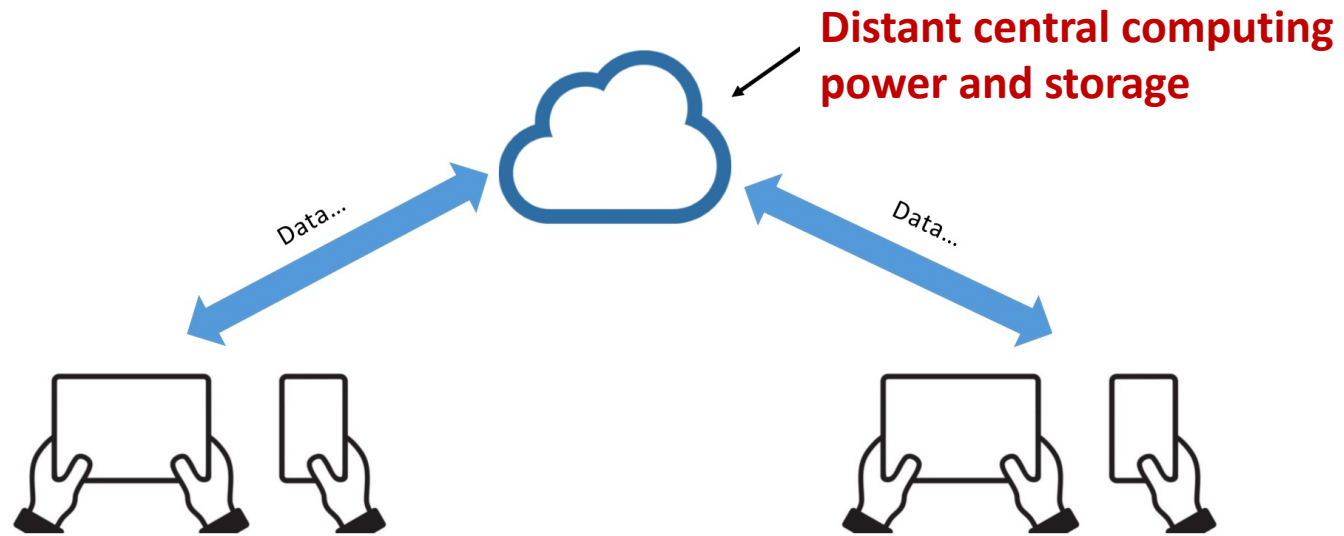 Distant central computing
power and storage
Data...
Data...